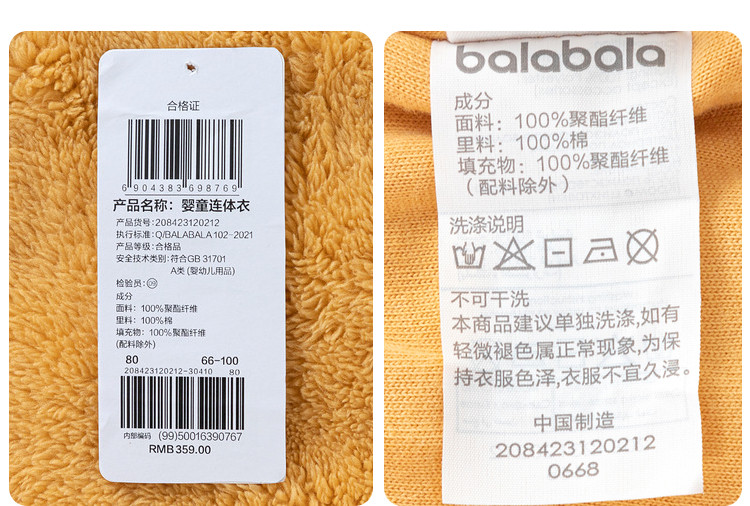 合格证
6904383698769
产品名称：婴童连体衣
产品货号:208423120212
执行标准:Q/BALABALA 102-2021
产品等级:合格品
安全技术类别:符合GB 31701
A类 (婴幼儿用品)
检验员:09
成分
面料：100%聚酯纤维
里料：100%棉
填充物：100%聚酯纤维
(配料除外)
80 66-100
208423120212-30410 80
内部编码 (99)50016390767
RMB359.00
balabala
成分
面料：100%聚酯纤维
里料：100%棉
填充物：100%聚酯纤维
（配料除外）
洗涤说明
不可干洗
本商品建议单独洗涤,如有
轻微褪色属正常现象,为保
持衣服色泽,衣服不宜久浸。
中国制造
208423120212
0668